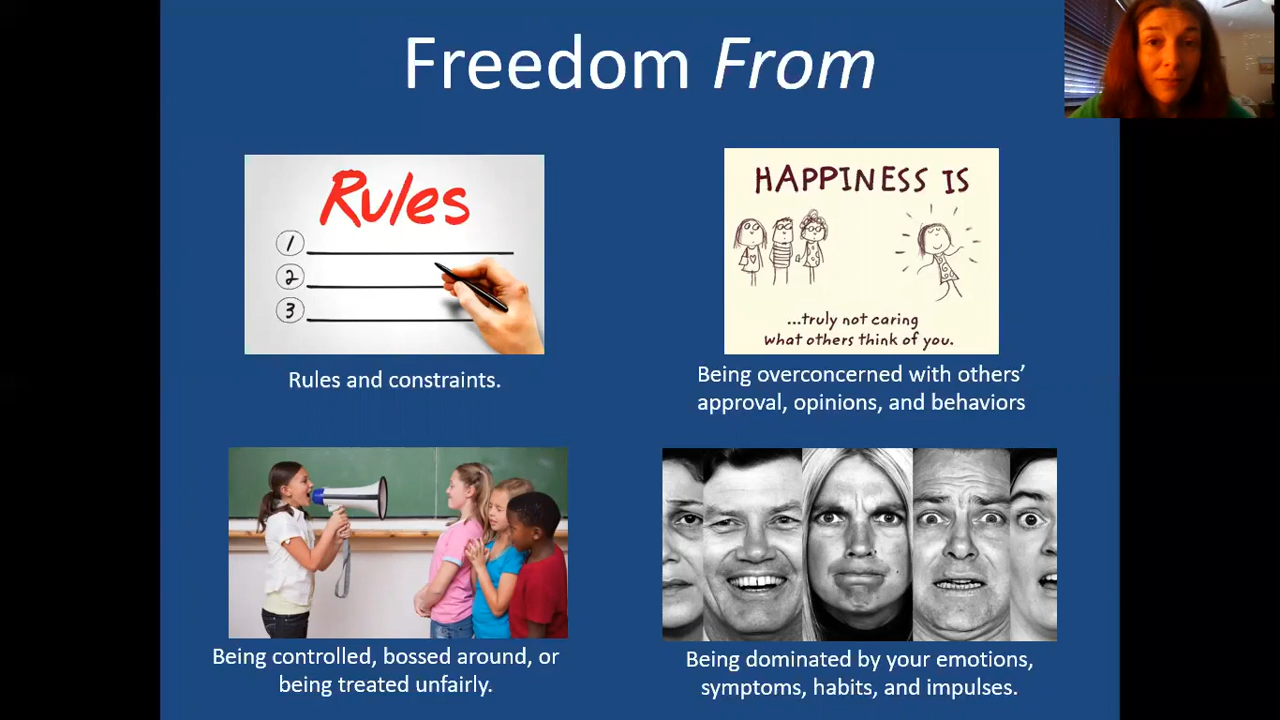 Freedom From
Rules
1
2
3
Rules and constraints.
HAPPINESS IS
...truly not caring
what others think of you.
Being overconcerned with others’
approval, opinions, and behaviors
Being controlled, bossed around, or
being treated unfairly.
Being dominated by your emotions,
symptoms, habits, and impulses.